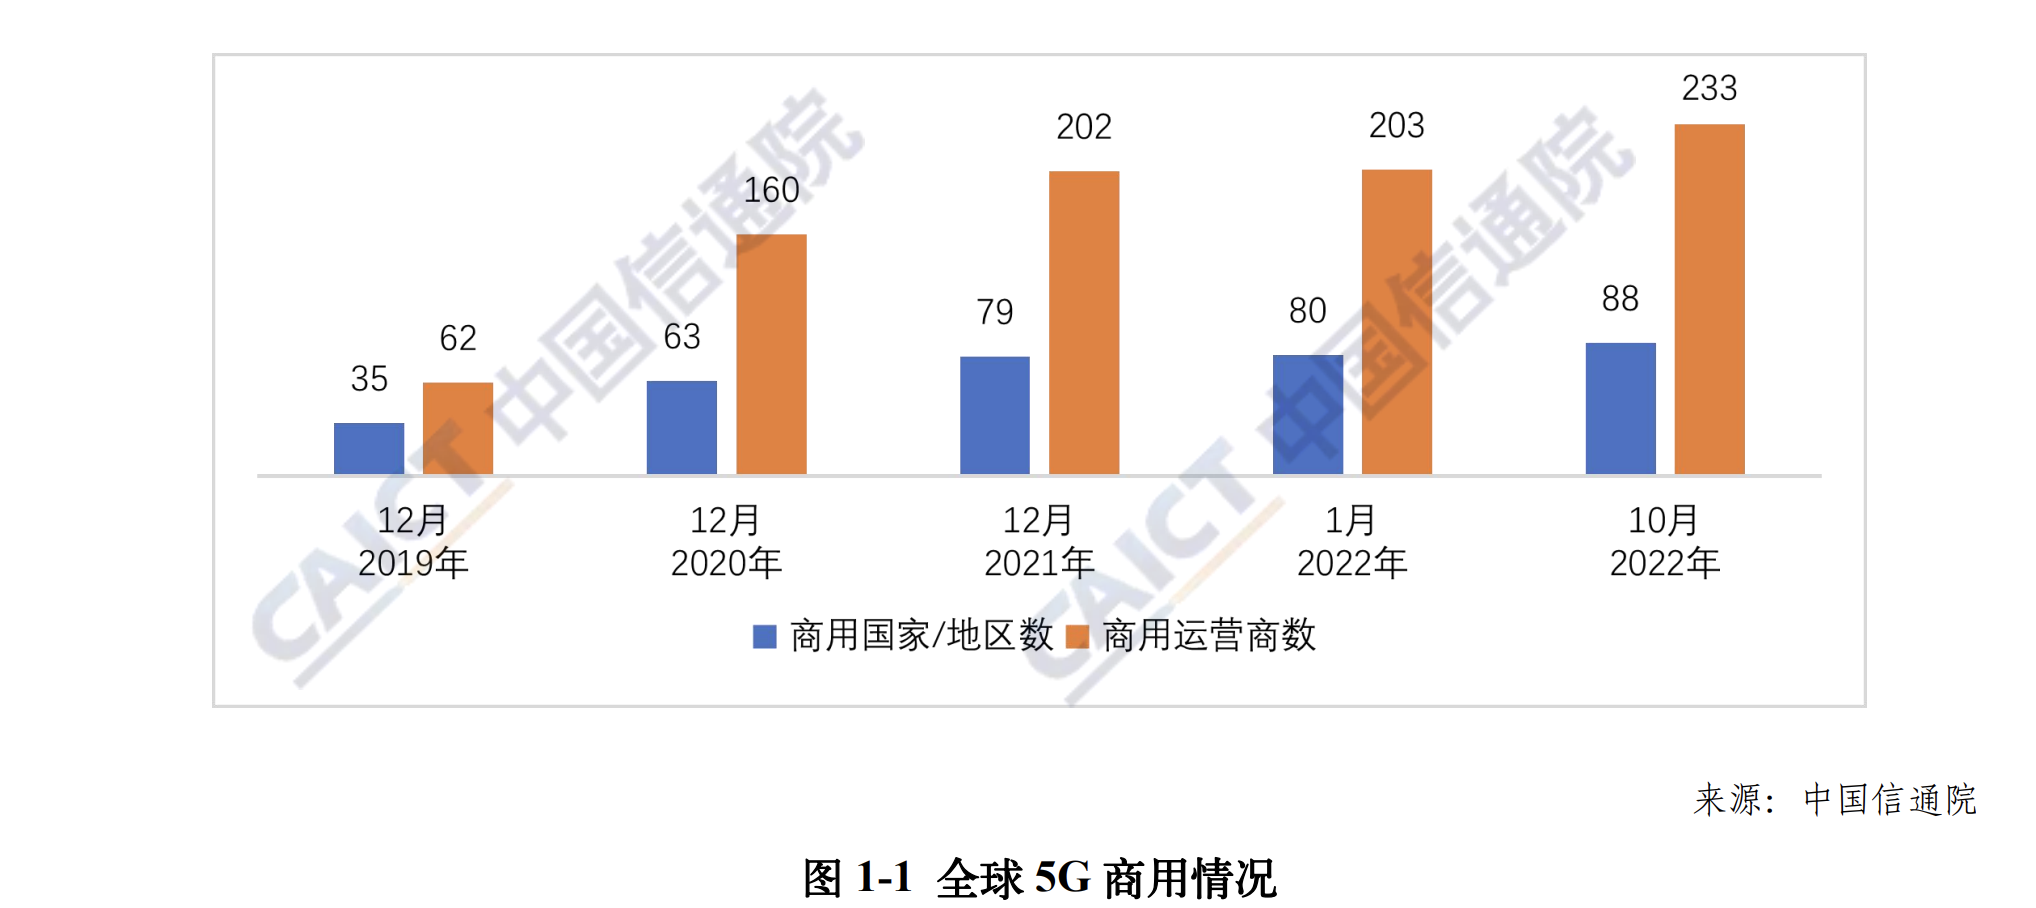 233
203
202
160
88
80
79
63
62
35
12月 12月 12月 1月 10月
2019年 2020年 2021年 2022年 2022年
商用国家/地区数 商用运营商数
CAICT 中国信通院
CAICT 中国信通院
来源：中国信通院
图 1-1 全球 5G 商用情况